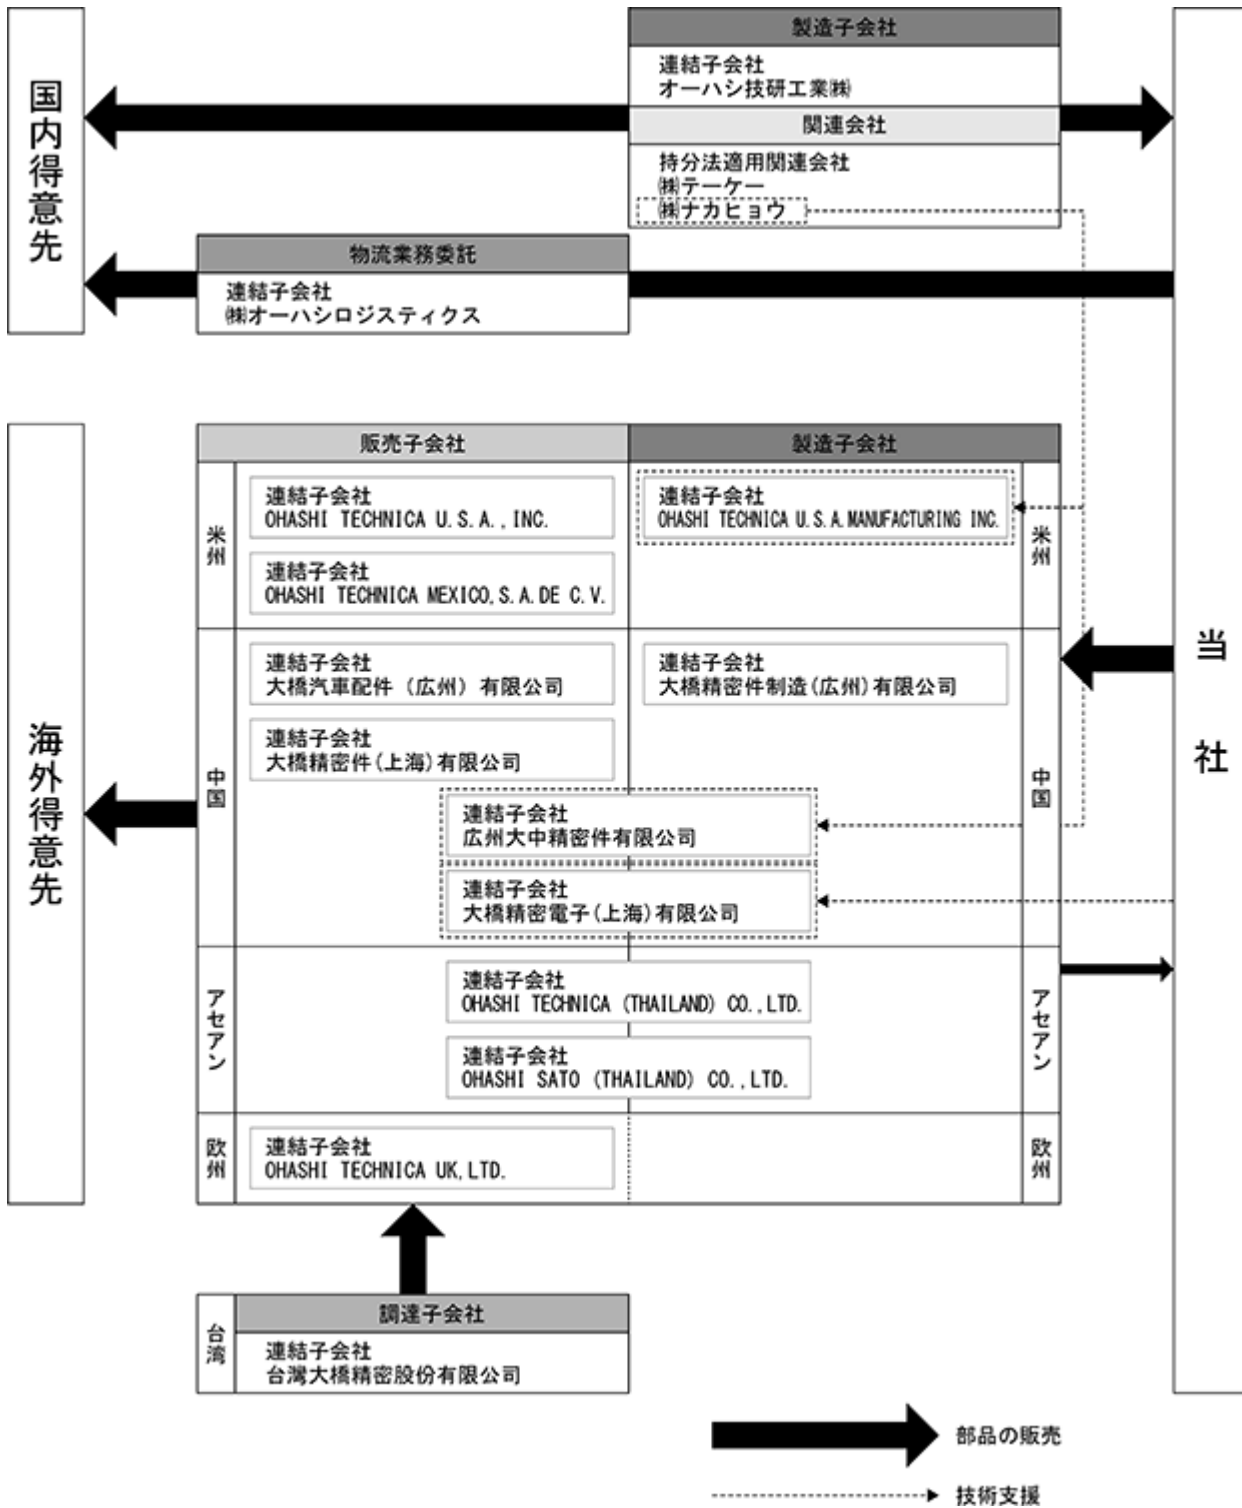 製造子会社
連結子会社
オーハシ技研工業㈱
関連会社
持分法適用関連会社
㈱テーケー
㈱ナカヒョウ
国内得意先
物流業務委託
連結子会社
㈱オーハシロジスティクス
当社
海外得意先
販売子会社
製造子会社
米州
連結子会社
OHASHI TECHNICA U.S.A., INC.
連結子会社
OHASHI TECHNICA MEXICO, S.A. DE C.V.
連結子会社
OHASHI TECHNICA U.S.A. MANUFACTURING INC.
米州
中国
連結子会社
大橋汽車配件（広州）有限公司
連結子会社
大橋精密件(上海)有限公司
連結子会社
大橋精密件制造(広州)有限公司
連結子会社
広州大中精密件有限公司
連結子会社
大橋精密電子(上海)有限公司
中国
アセアン
連結子会社
OHASHI TECHNICA (THAILAND) CO., LTD.
連結子会社
OHASHI SATO (THAILAND) CO., LTD.
アセアン
欧州
連結子会社
OHASHI TECHNICA UK, LTD.
欧州
台湾
調達子会社
連結子会社
台灣大橋精密股份有限公司
部品の販売
技術支援